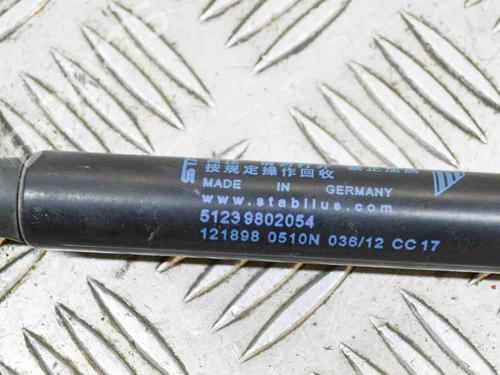 按规定操作回收
MADE IN GERMANY
www.stabilus.com
51239802054
121898 0510N 036/12 CC 17